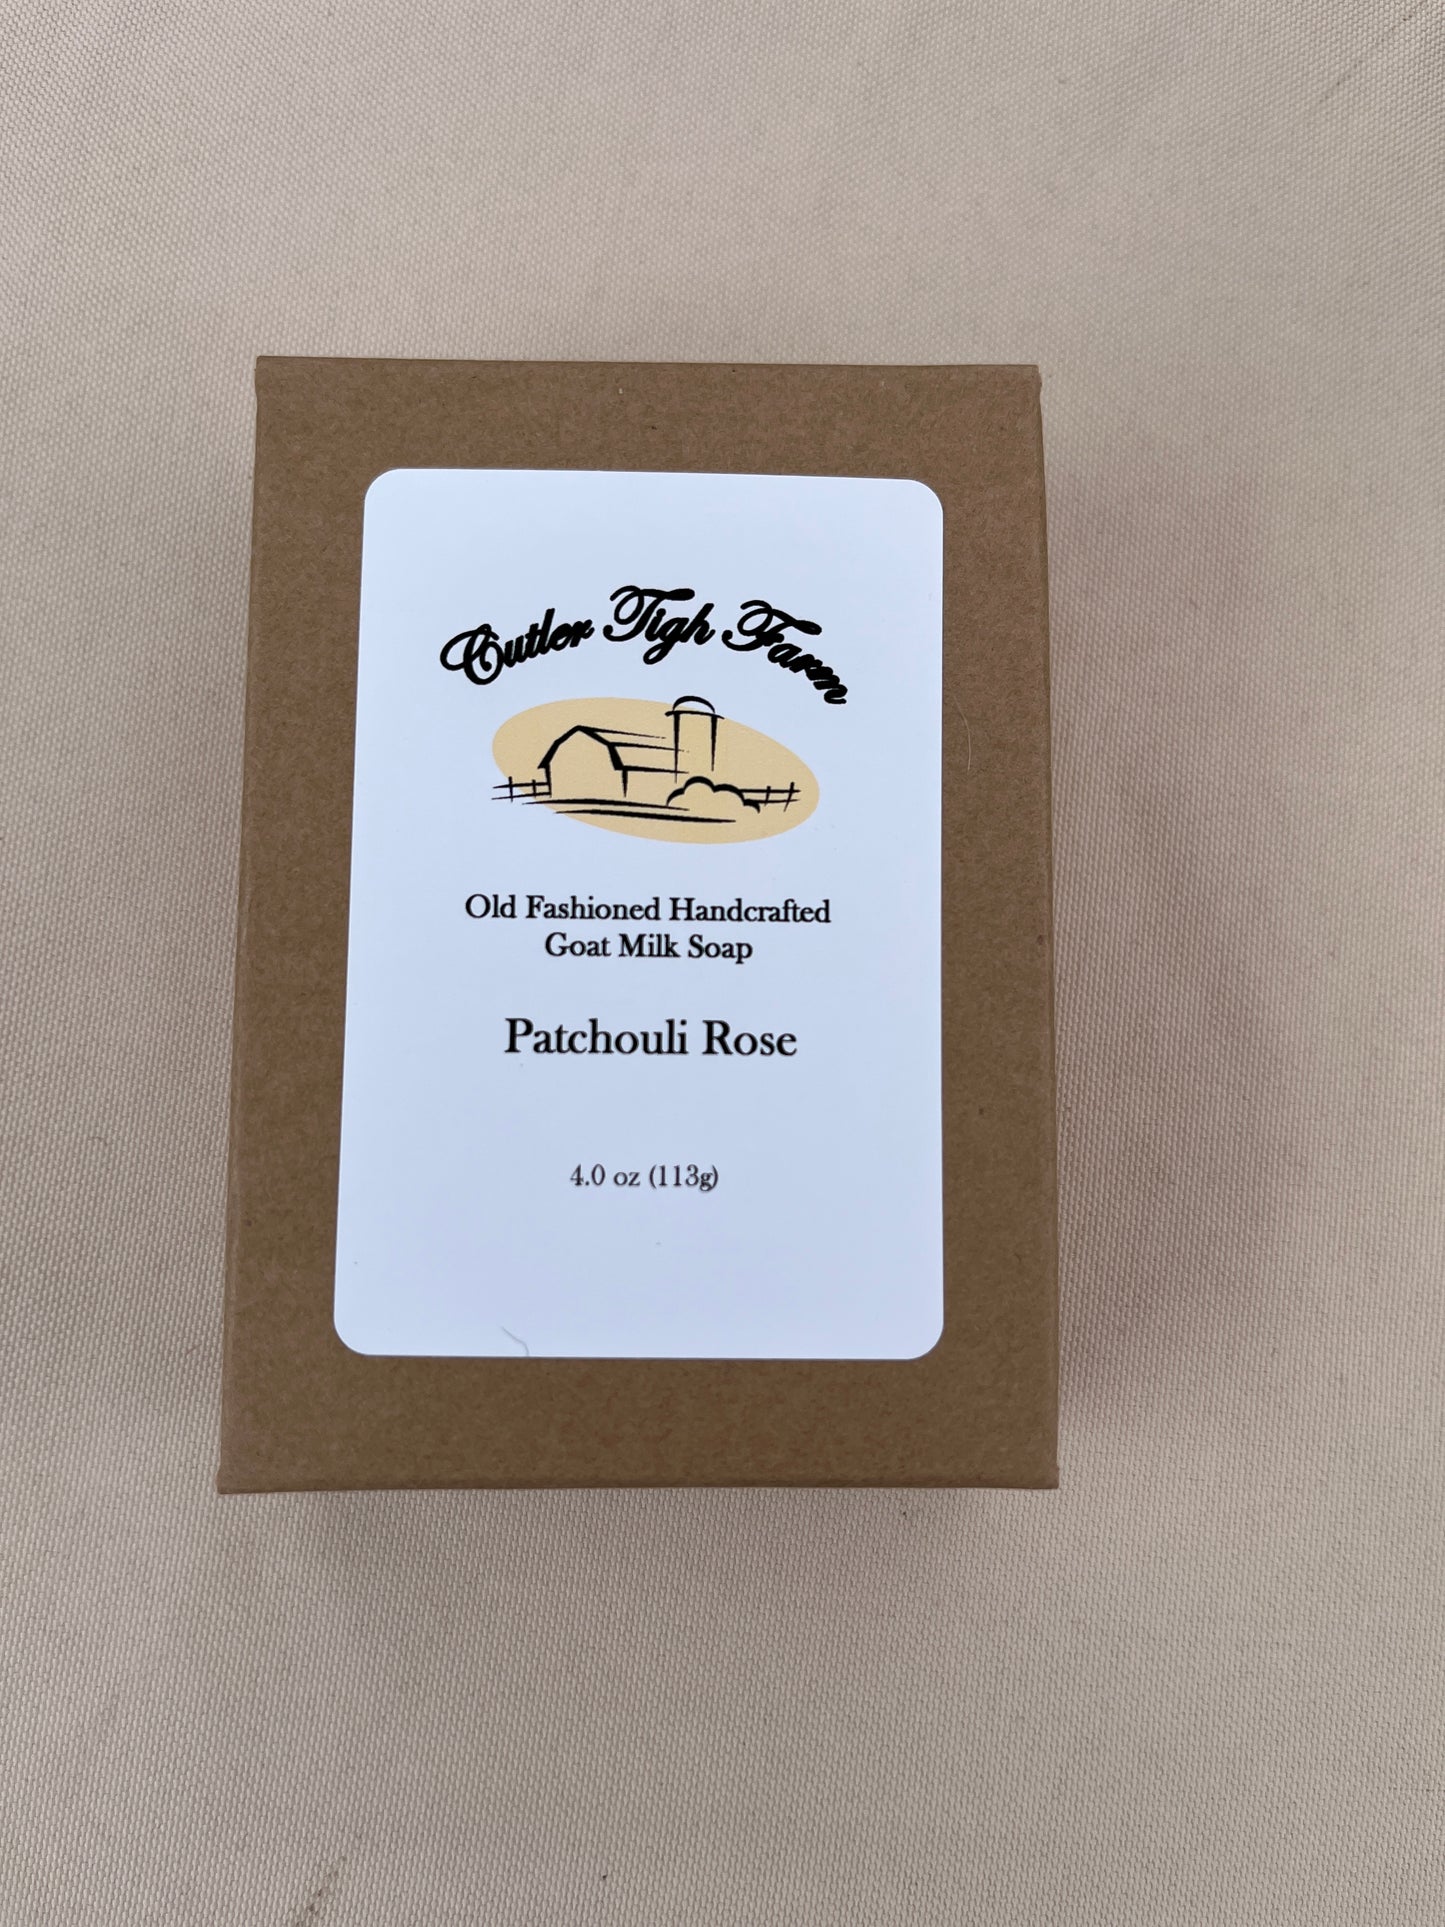 Cutler Tigh Farm
Old Fashioned Handcrafted
Goat Milk Soap
Patchouli Rose
4.0 oz (113g)